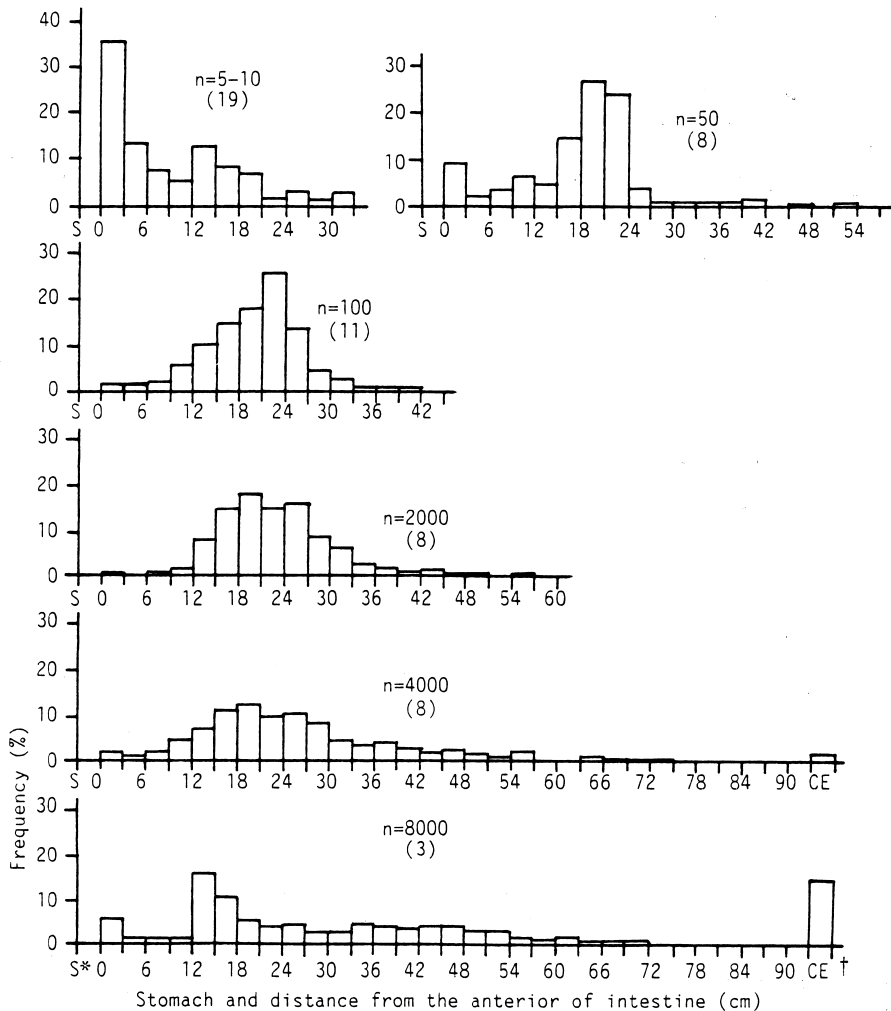 40
30
20
10
0
n=5-10
(19)
S 0 6 12 18 24 30
30
20
10
0
n=50
(8)
S 0 6 12 18 24 30 36 42 48 54
30
20
10
0
n=100
(11)
S 0 6 12 18 24 30 36 42
30
20
10
0
n=2000
(8)
S 0 6 12 18 24 30 36 42 48 54 60
30
20
10
0
n=4000
(8)
S 0 6 12 18 24 30 36 42 48 54 60 66 72 78 84 90 CE
Frequency (%)
30
20
10
0
n=8000
(3)
S* 0 6 12 18 24 30 36 42 48 54 60 66 72 78 84 90 CE †
Stomach and distance from the anterior of intestine (cm)